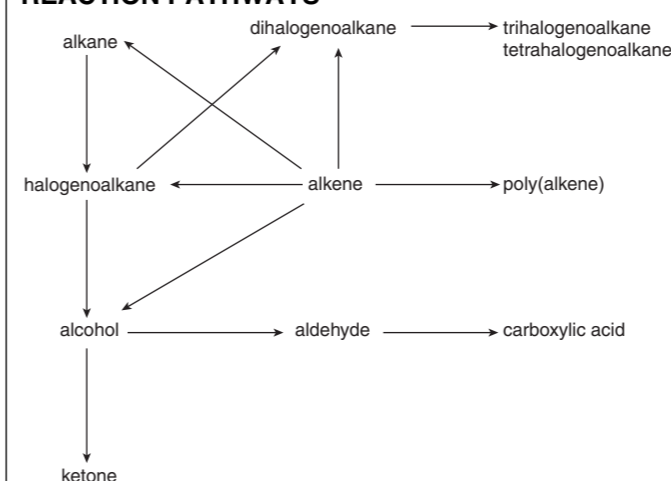 REACTION PATHWAYS
dihalogenoalkane
trihalogenoalkane
tetrahalogenoalkane
alkane
halogenoalkane
alkene
poly(alkene)
alcohol
aldehyde
carboxylic acid
ketone